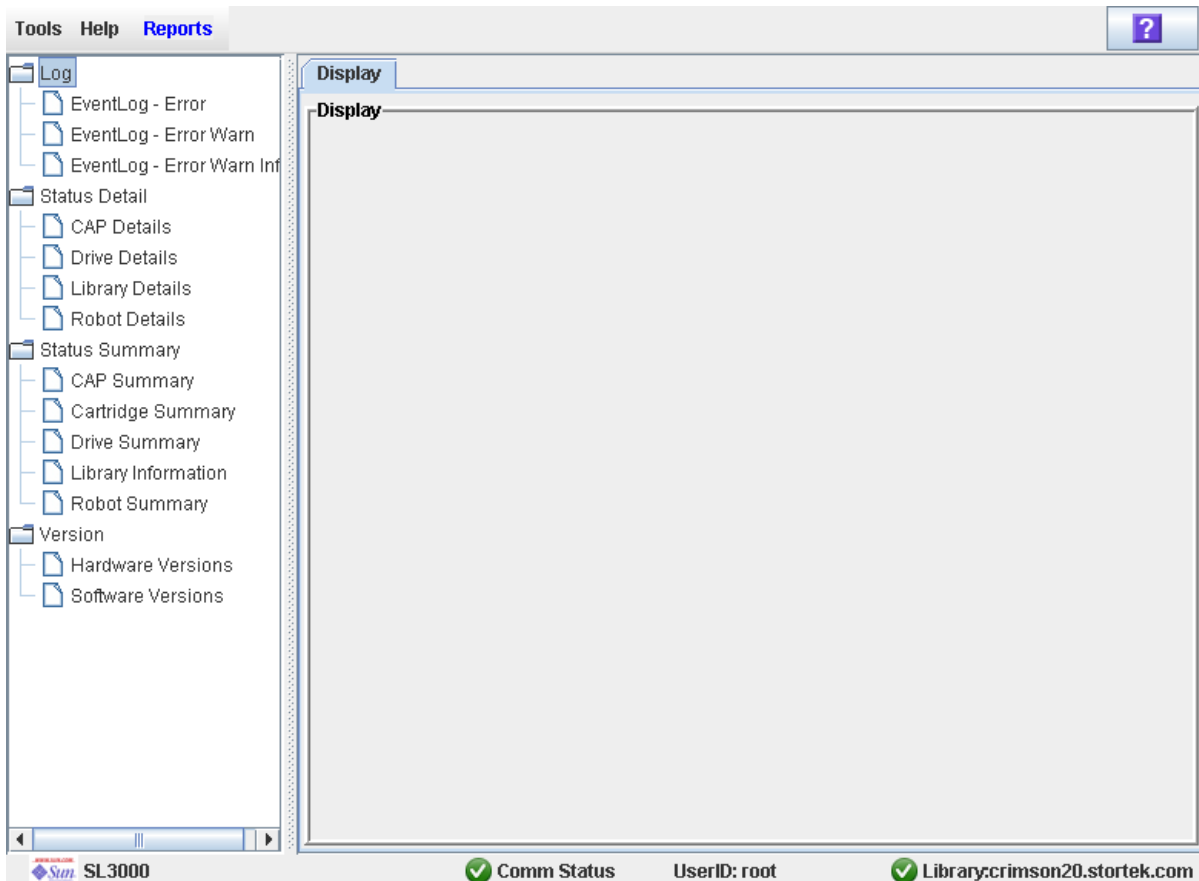 Tools Help Reports
?
Log
EventLog - Error
EventLog - Error Warn
EventLog - Error Warn Inf
Status Detail
CAP Details
Drive Details
Library Details
Robot Details
Status Summary
CAP Summary
Cartridge Summary
Drive Summary
Library Information
Robot Summary
Version
Hardware Versions
Software Versions
Display
Display
Sun SL3000 Comm Status UserID: root Library:crimson20.stortek.com